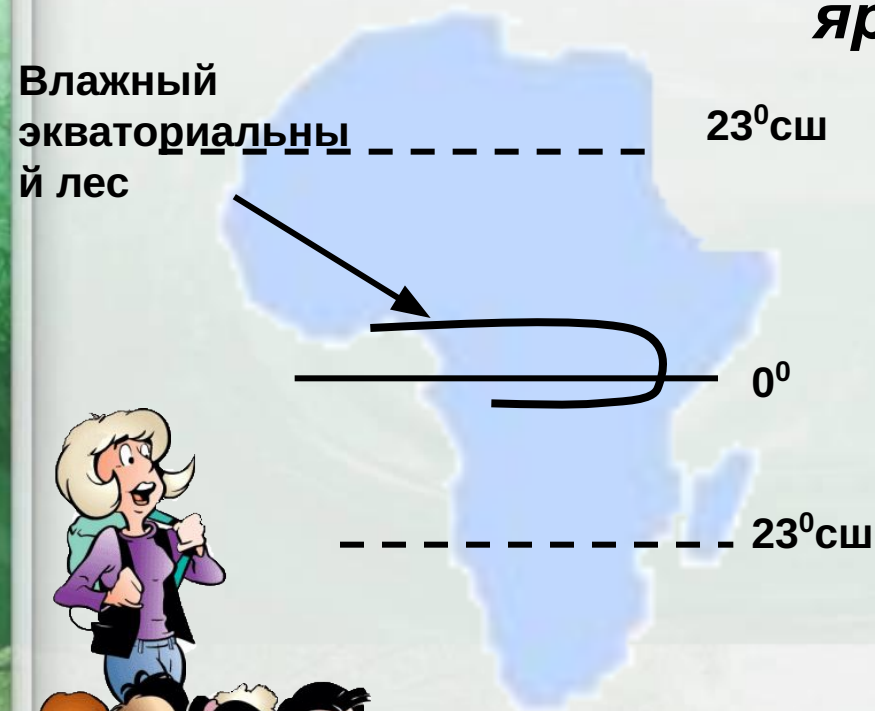 яр
Влажный
экваториальны
й лес
23⁰сш
0⁰
23⁰сш